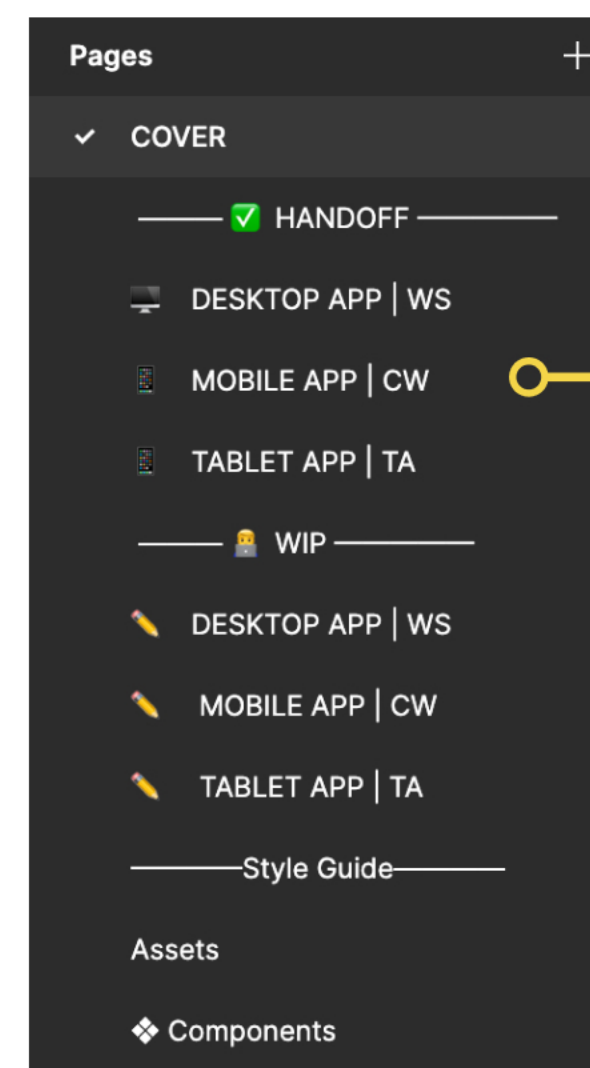 Pages
COVER
——— ✅ HANDOFF ————
🖥️ DESKTOP APP | WS
📱 MOBILE APP | CW
📱 TABLET APP | TA
——— 👨‍💻 WIP ————
✏️ DESKTOP APP | WS
✏️ MOBILE APP | CW
✏️ TABLET APP | TA
————Style Guide————
Assets
❖ Components